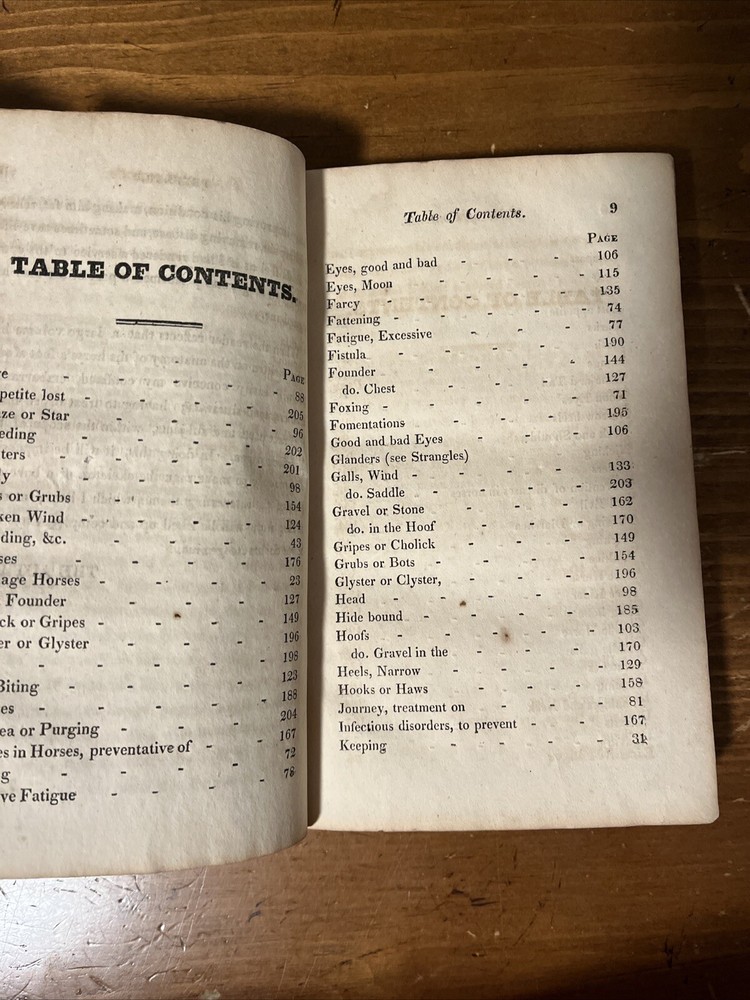 TABLE OF CONTENTS.
PAGE
e - - - - 88
petite lost - - - - 205
ze or Star - - - 96
eding - - - - 202
ters - - - - 201
y - - - - 98
s or Grubs - - - 154
ken Wind - - - 124
ding, &c. - - - 43
ses - - - 176
age Horses - - - 23
Founder - - - 127
ck or Gripes - - - - 149
er or Glyster - - - 196
- - - - 198
Biting - - - 123
es - - - - 188
ea or Purging - - - 204
es in Horses, preventative of - - 167
g - - - - 72
ve Fatigue - - - - 78
Table of Contents. 9
PAGE
Eyes, good and bad - - - 106
Eyes, Moon - - - - 115
Farcy - - - - 135
Fattening - - - - - 74
Fatigue, Excessive - - - 77
Fistula - - - - 190
Founder - - - 144
do. Chest - - - 127
Foxing - - - - 71
Fomentations - - - 195
Good and bad Eyes - - - 106
Glanders (see Strangles)
Galls, Wind - - - - 133
do. Saddle - - - - 203
Gravel or Stone - - - 162
do. in the Hoof - - - 170
Gripes or Cholick - - - 149
Grubs or Bots - - - - 154
Glyster or Clyster, - - - 196
Head - - - - 98
Hide bound - - - - 185
Hoofs - - - - - 103
do. Gravel in the - - - 170
Heels, Narrow - - - - 129
Hooks or Haws - - - 158
Journey, treatment on - - - 81
Infectious disorders, to prevent - - 167
Keeping - - - - 31